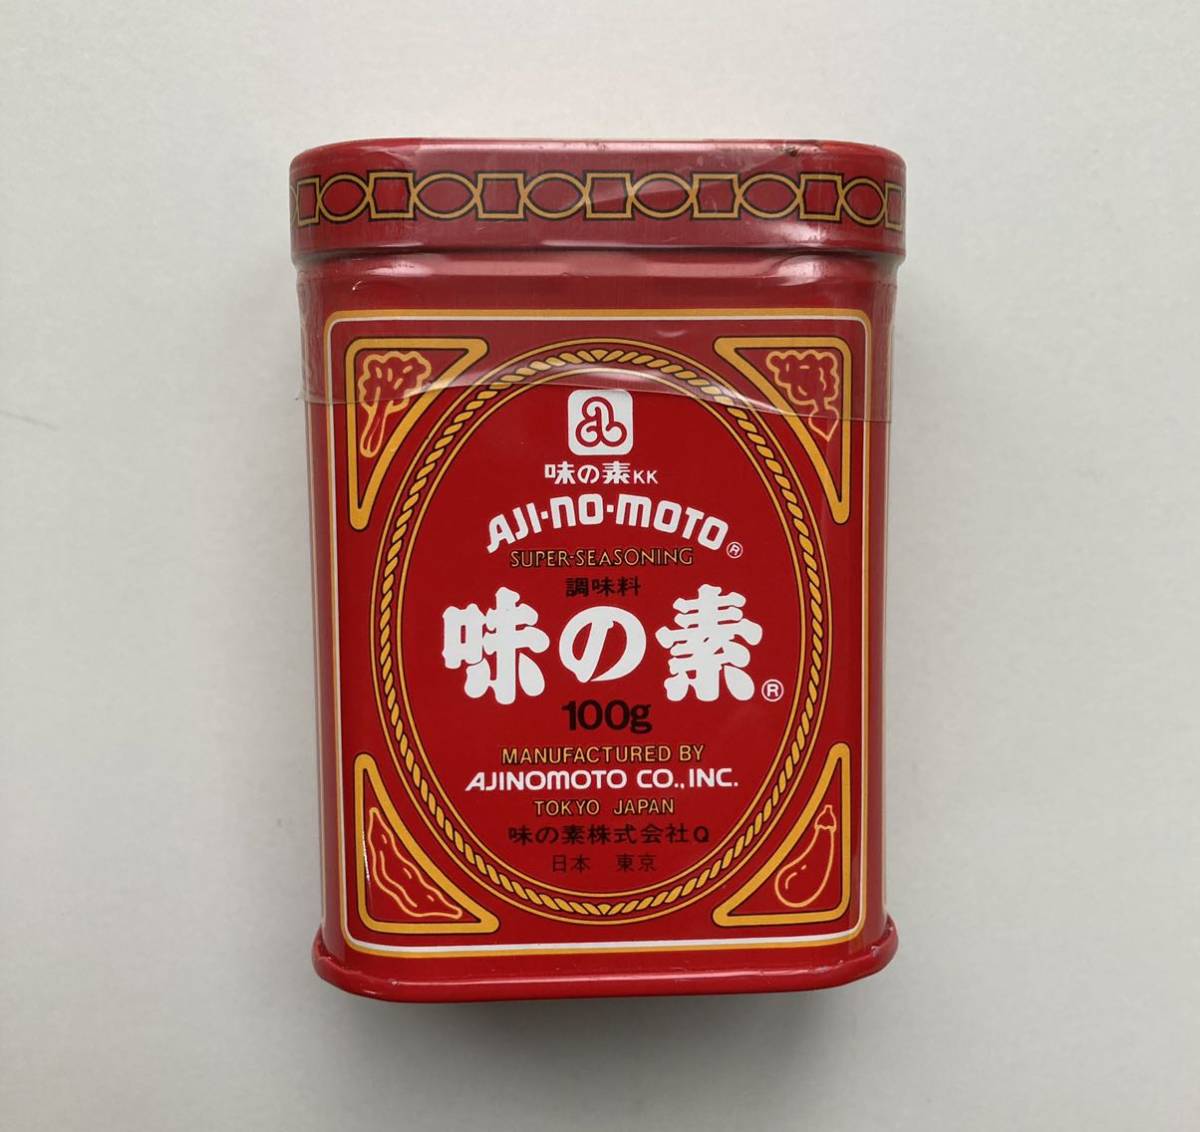 味の素KK
AJI-NO-MOTO®
SUPER-SEASONING
調味料
味の素®
100g
MANUFACTURED BY
AJINOMOTO CO., INC.
TOKYO JAPAN
味の素株式会社Q
日本 東京